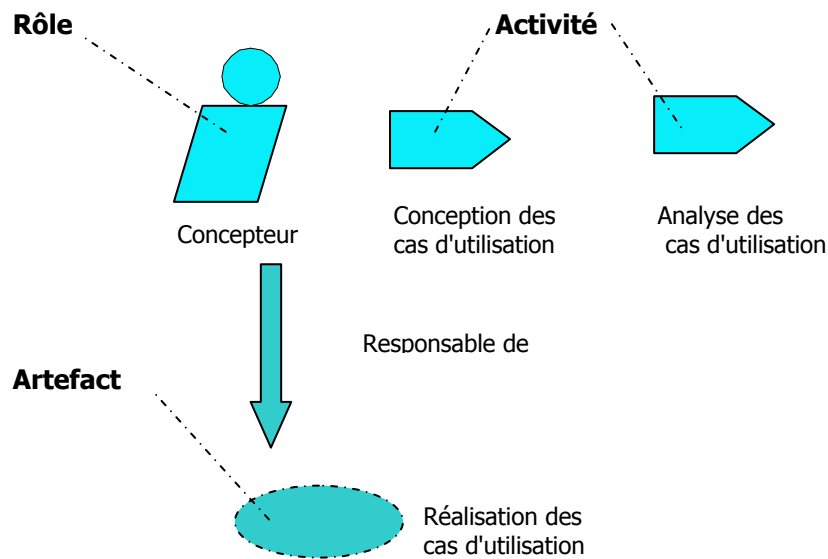 Rôle
Activité
Concepteur
Conception des
cas d'utilisation
Analyse des
cas d'utilisation
Responsable de
Artefact
Réalisation des
cas d'utilisation